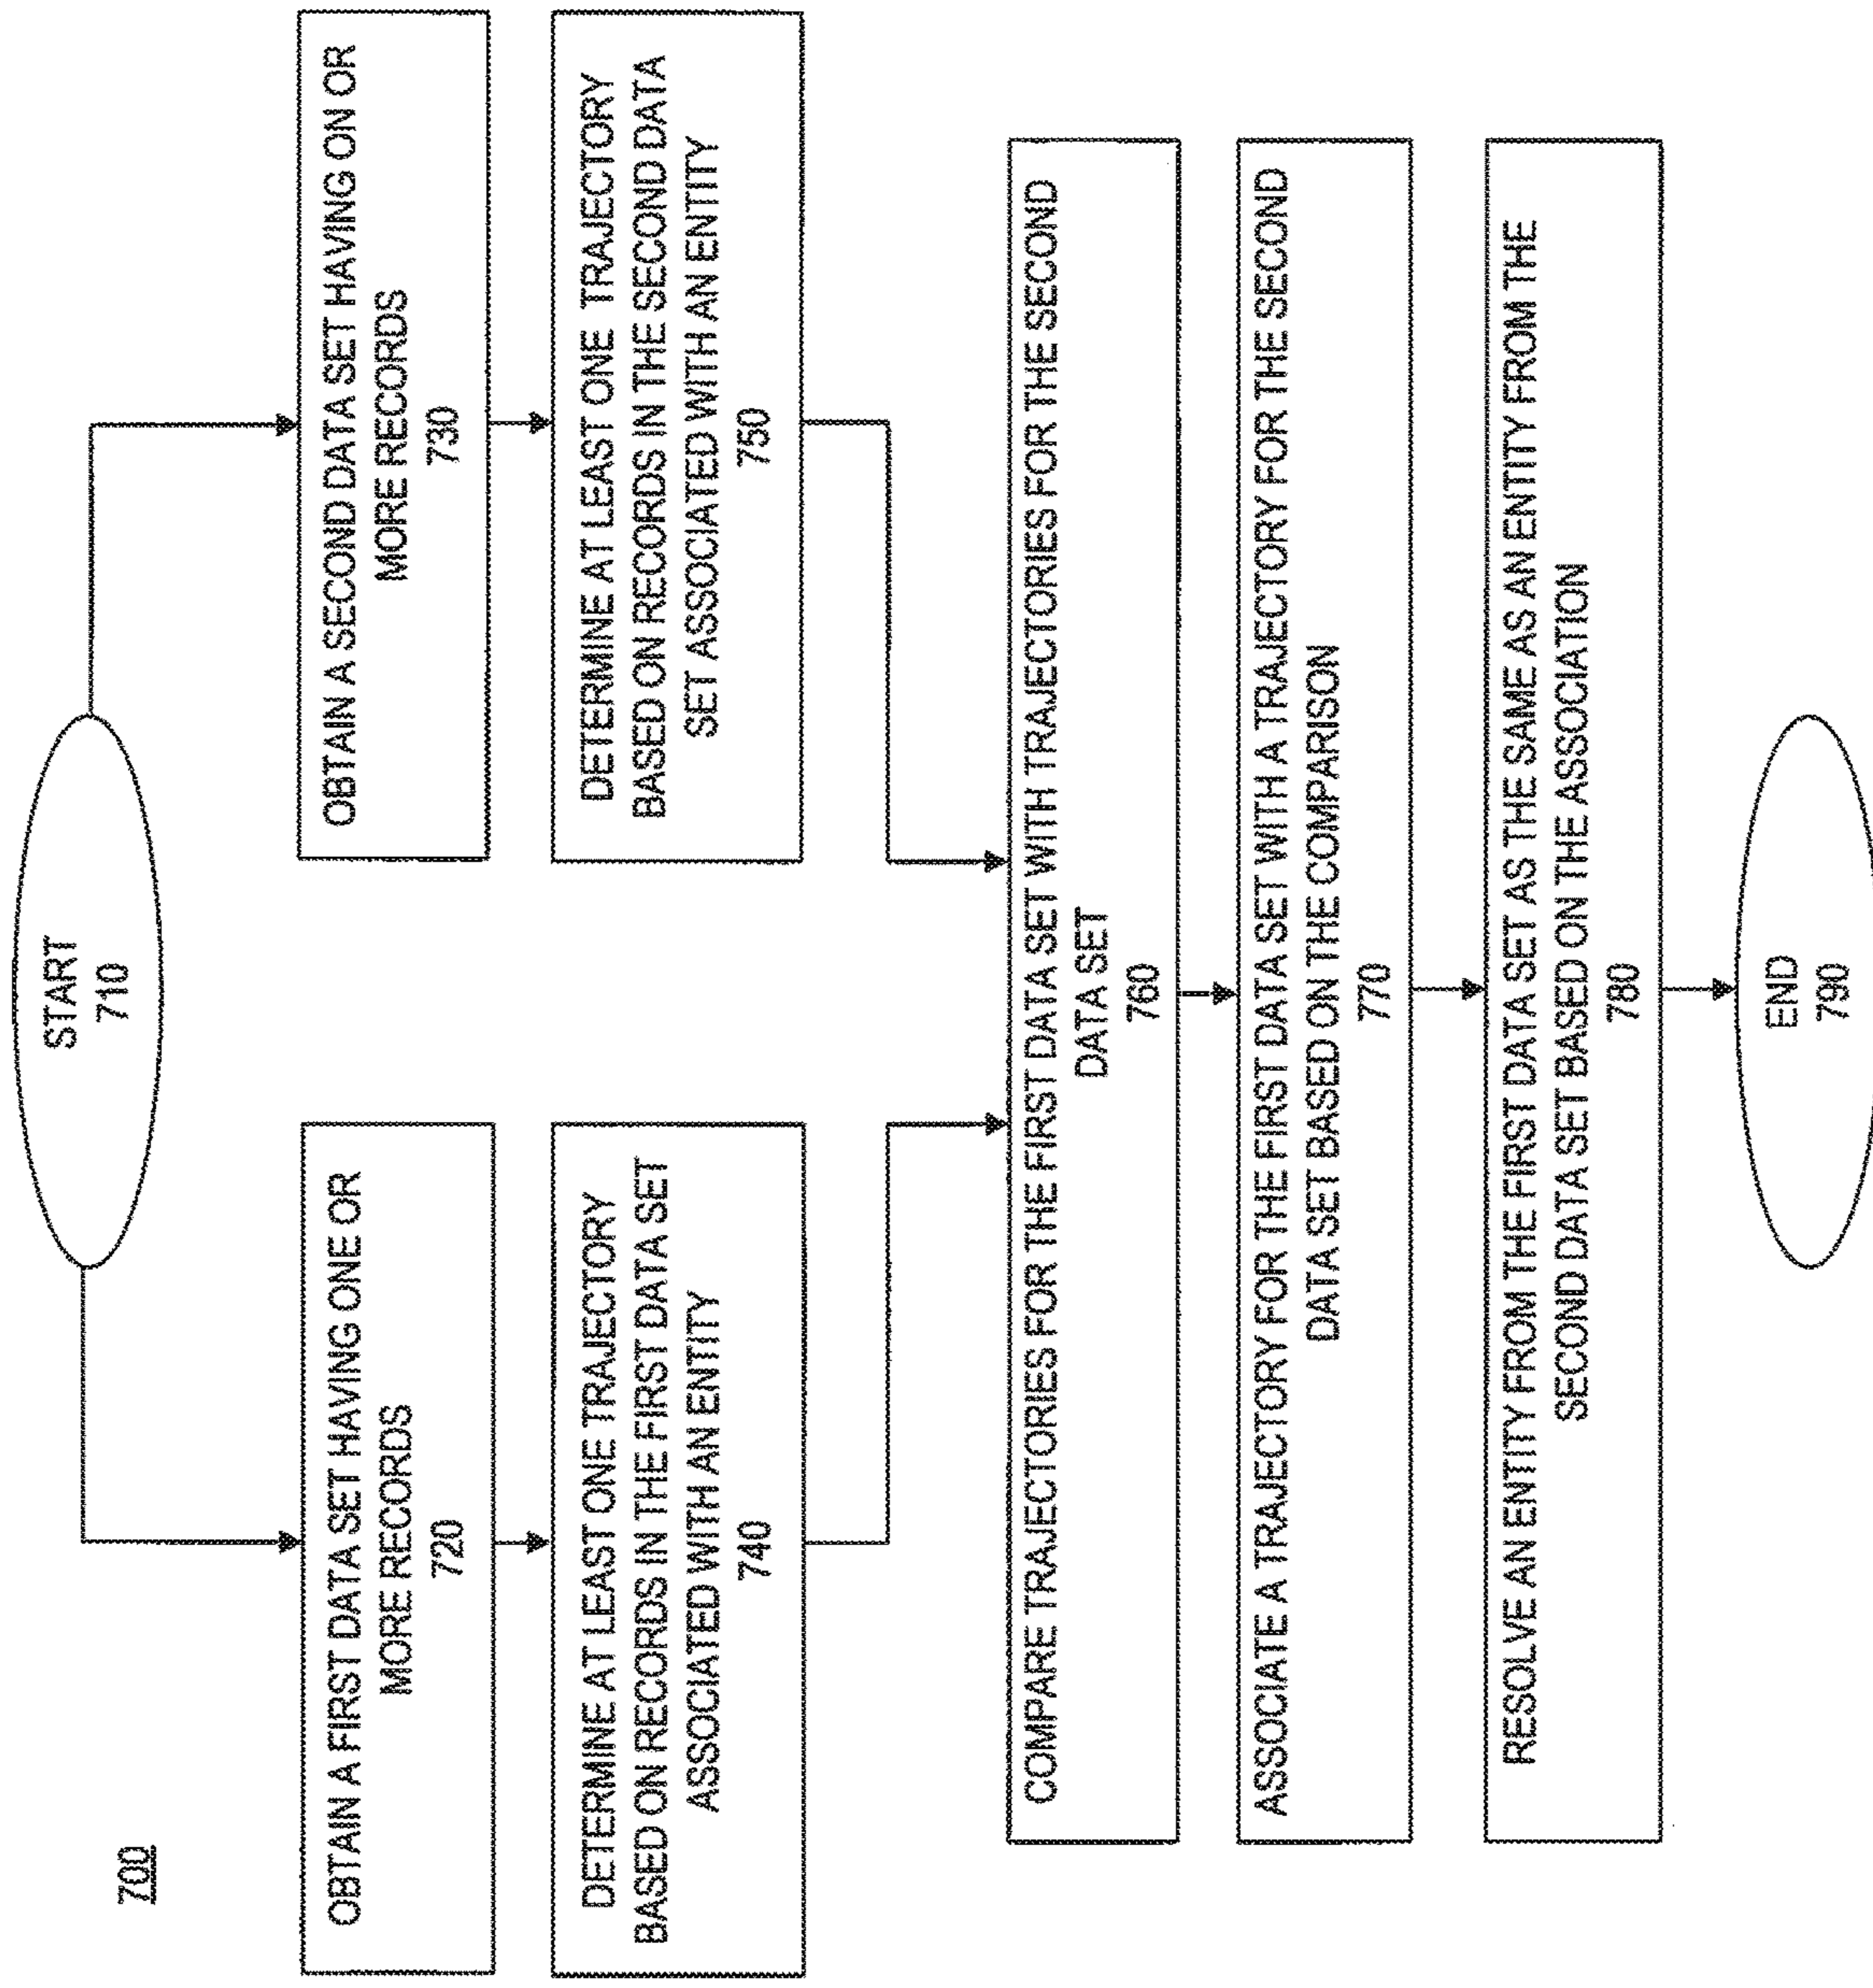 700
START
710
OBTAIN A FIRST DATA SET HAVING ONE OR
MORE RECORDS
720
OBTAIN A SECOND DATA SET HAVING ON OR
MORE RECORDS
730
DETERMINE AT LEAST ONE TRAJECTORY
BASED ON RECORDS IN THE FIRST DATA SET
ASSOCIATED WITH AN ENTITY
740
DETERMINE AT LEAST ONE TRAJECTORY
BASED ON RECORDS IN THE SECOND DATA
SET ASSOCIATED WITH AN ENTITY
750
COMPARE TRAJECTORIES FOR THE FIRST DATA SET WITH TRAJECTORIES FOR THE SECOND
DATA SET
760
ASSOCIATE A TRAJECTORY FOR THE FIRST DATA SET WITH A TRAJECTORY FOR THE SECOND
DATA SET BASED ON THE COMPARISON
770
RESOLVE AN ENTITY FROM THE FIRST DATA SET AS THE SAME AS AN ENTITY FROM THE
SECOND DATA SET BASED ON THE ASSOCIATION
780
END
790